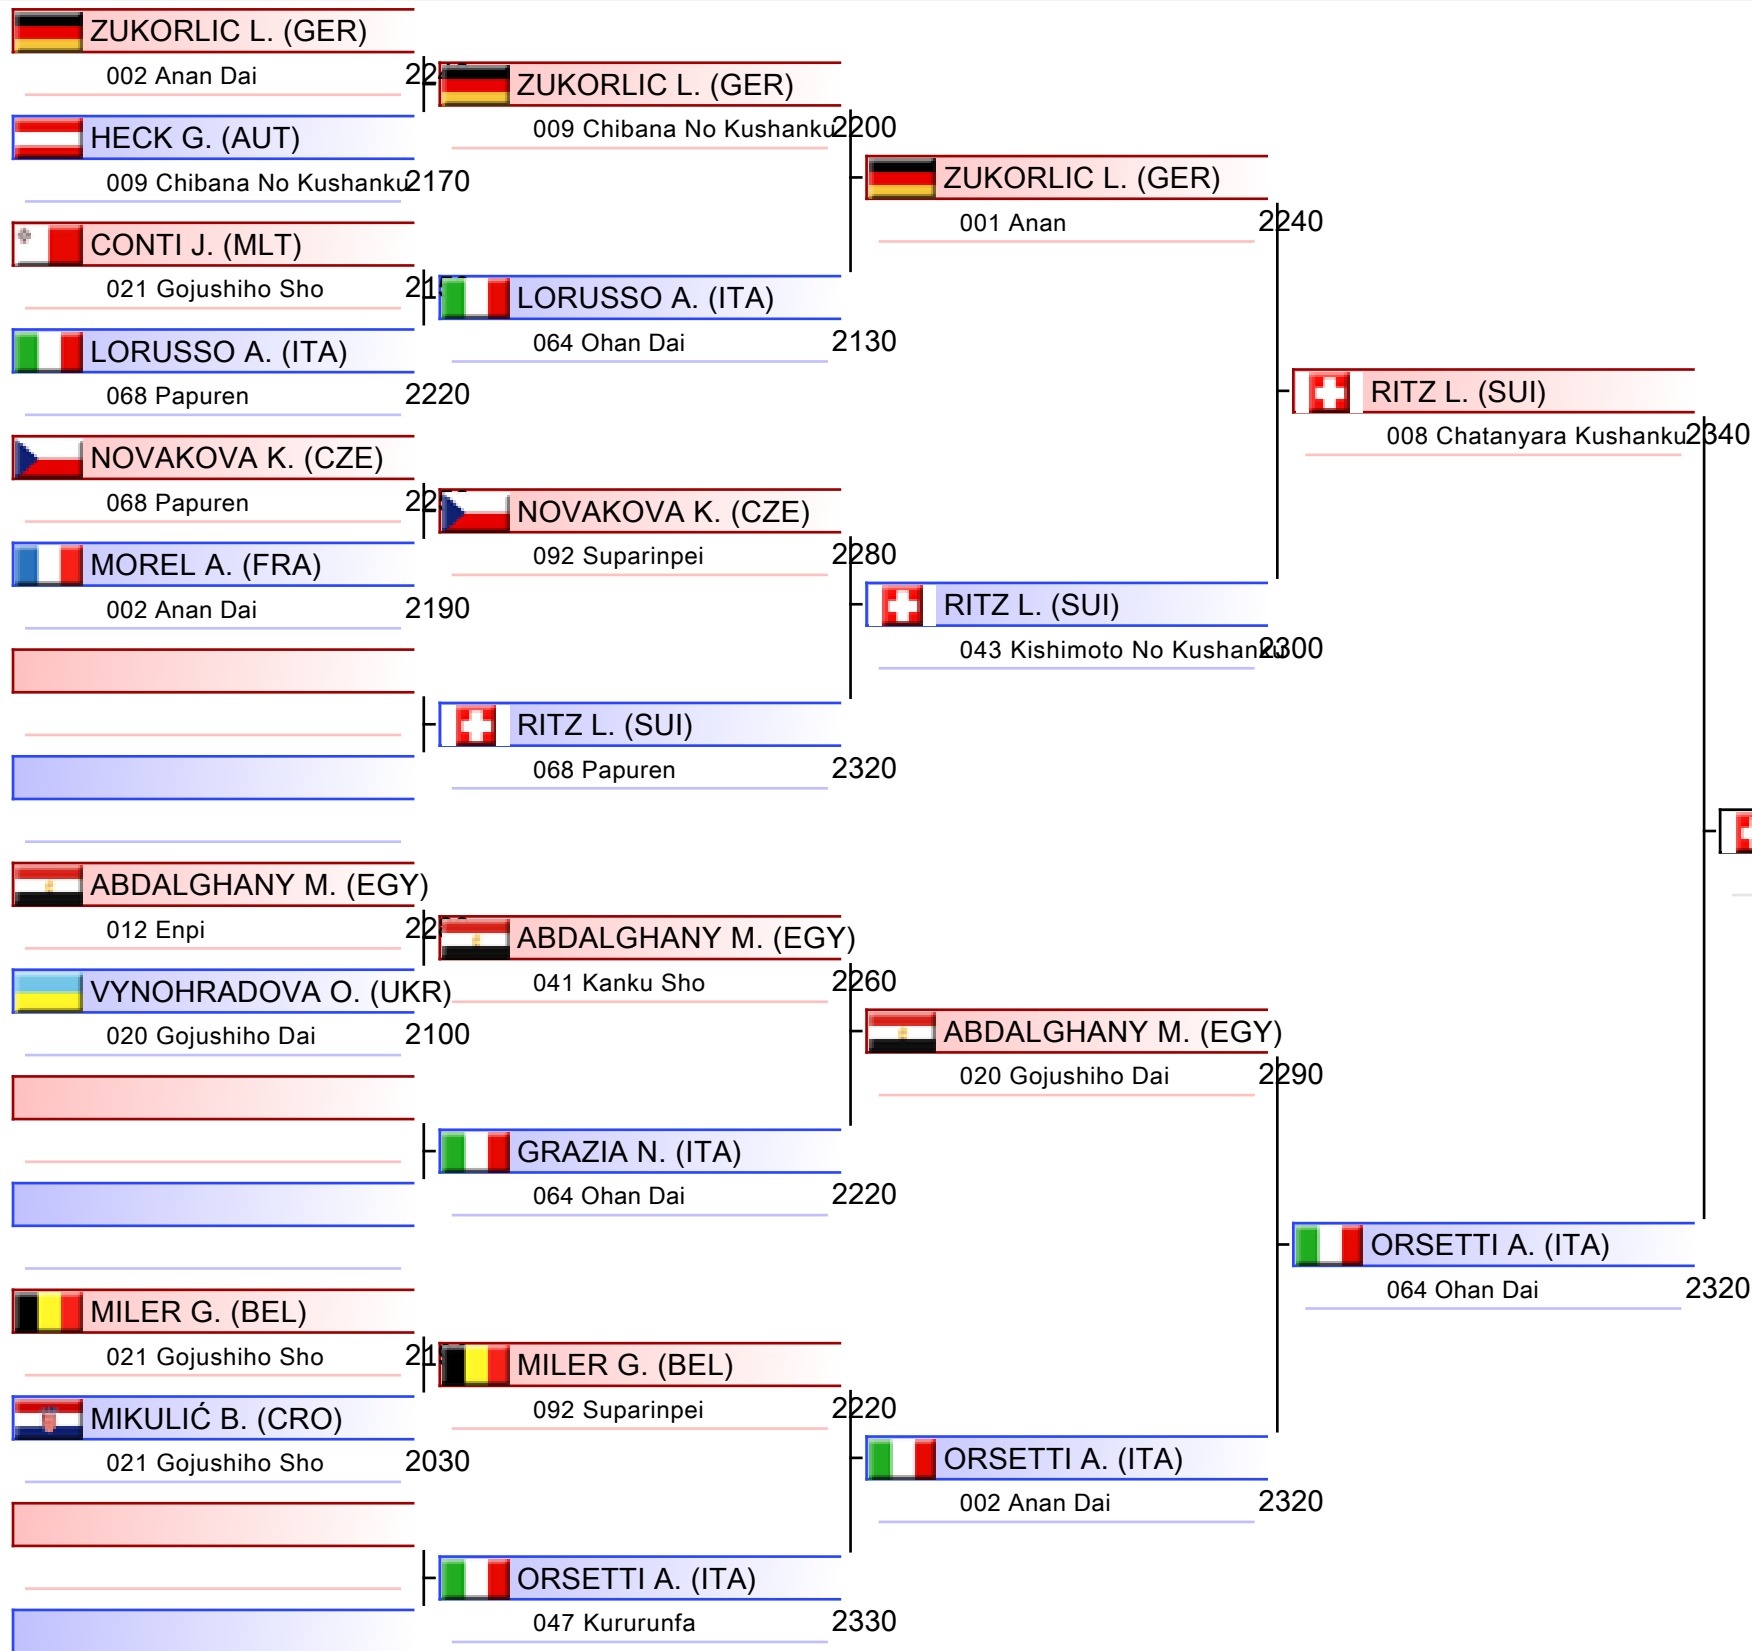 ZUKORLIC L. (GER)
002 Anan Dai
HECK G. (AUT)
009 Chibana No Kushanku 2170
CONTI J. (MLT)
021 Gojushiho Sho
LORUSSO A. (ITA)
068 Papuren 2220
NOVAKOVA K. (CZE)
068 Papuren
MOREL A. (FRA)
002 Anan Dai 2190
ABDALGHANY M. (EGY)
012 Enpi
VYNOHRADOVA O. (UKR)
020 Gojushiho Dai 2100
MILER G. (BEL)
021 Gojushiho Sho
MIKULIĆ B. (CRO)
021 Gojushiho Sho 2030
ZUKORLIC L. (GER)
009 Chibana No Kushanku 2200
LORUSSO A. (ITA)
064 Ohan Dai 2130
NOVAKOVA K. (CZE)
092 Suparinpei 2280
RITZ L. (SUI)
068 Papuren 2320
ABDALGHANY M. (EGY)
041 Kanku Sho 2260
GRAZIA N. (ITA)
064 Ohan Dai 2220
MILER G. (BEL)
092 Suparinpei 2220
ORSETTI A. (ITA)
047 Kururunfa 2330
ZUKORLIC L. (GER)
001 Anan 2240
RITZ L. (SUI)
043 Kishimoto No Kushanku 2300
ABDALGHANY M. (EGY)
020 Gojushiho Dai 2290
ORSETTI A. (ITA)
002 Anan Dai 2320
RITZ L. (SUI)
008 Chatanyara Kushanku 2340
ORSETTI A. (ITA)
064 Ohan Dai 2320